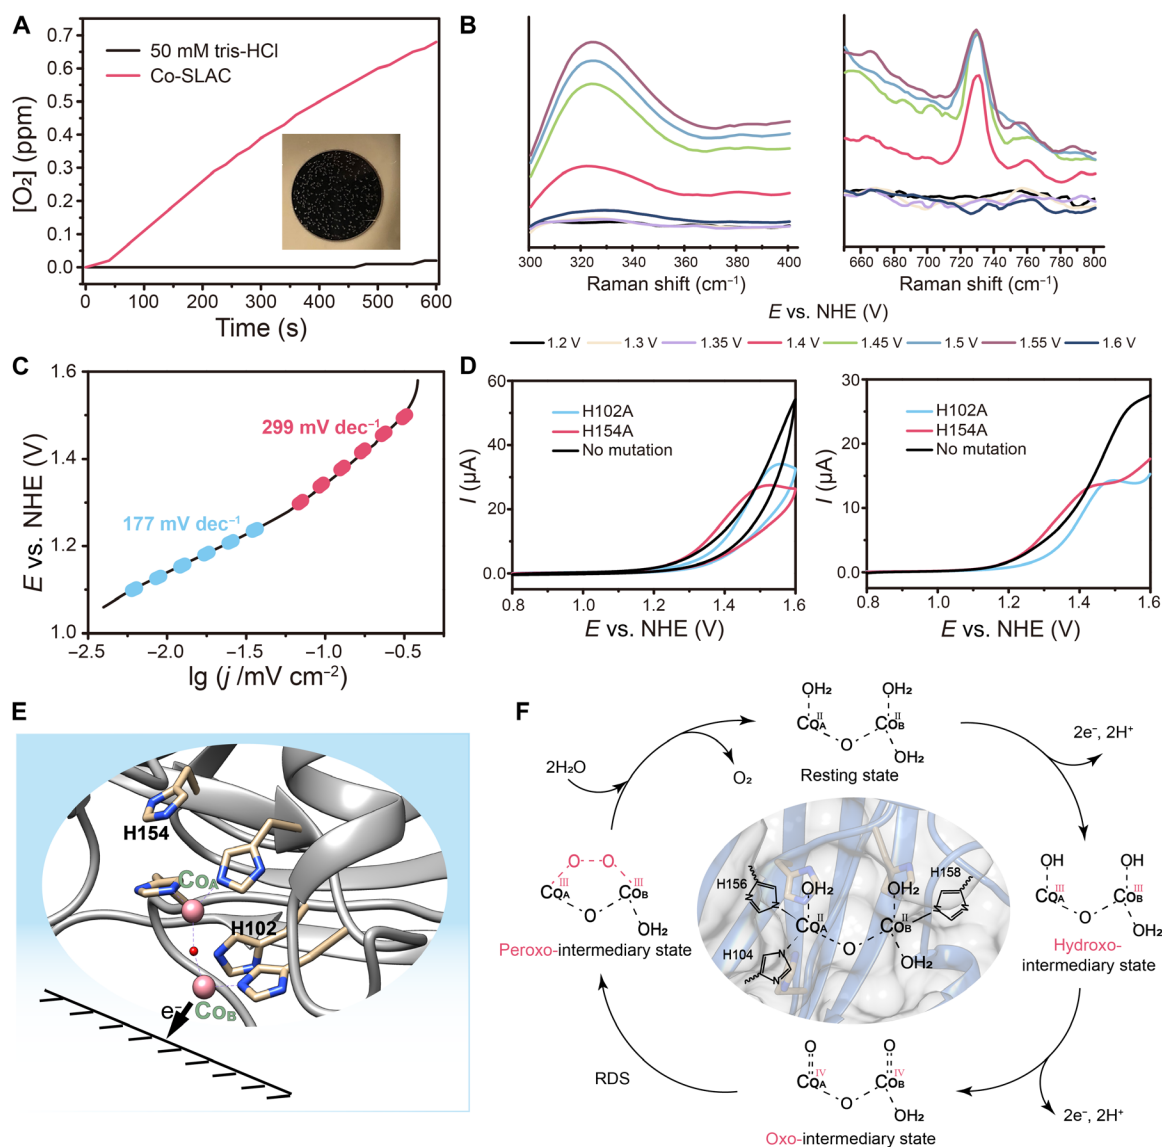 A
0.7
0.6
0.5
0.4
0.3
0.2
0.1
0.0
[O₂] (ppm)
50 mM tris-HCl
Co-SLAC
0 100 200 300 400 500 600
Time (s)
B
300 320 340 360 380 400
Raman shift (cm⁻¹)
660 680 700 720 740 760 780 800
Raman shift (cm⁻¹)
E vs. NHE (V)
1.2 V 1.3 V 1.35 V 1.4 V 1.45 V 1.5 V 1.55 V 1.6 V
C
1.6
1.4
1.2
1.0
E vs. NHE (V)
299 mV dec⁻¹
177 mV dec⁻¹
−2.5 −2.0 −1.5 −1.0 −0.5
lg (j /mV cm⁻²)
D
60
40
20
0.0
I (µA)
H102A
H154A
No mutation
0.8 1.0 1.2 1.4 1.6
E vs. NHE (V)
30
20
10
0.0
I (µA)
H102A
H154A
No mutation
0.8 1.0 1.2 1.4 1.6
E vs. NHE (V)
E
H154
CoA
H102
CoB
e⁻
F
OH₂ OH₂
CoA II CoB II
O
OH₂
Resting state
2e⁻, 2H⁺
2H₂O
O₂
OH OH
CoA III CoB III
O
OH₂
Hydroxo-
intermediary state
O O
CoA III CoB III
O
OH₂
Peroxo-intermediary state
H156
OH₂
OH₂
H158
CoA II
CoB II
N
N
O
OH₂
H104
N
RDS
O O
CoA IV CoB IV
O
OH₂
Oxo-intermediary state
2e⁻, 2H⁺